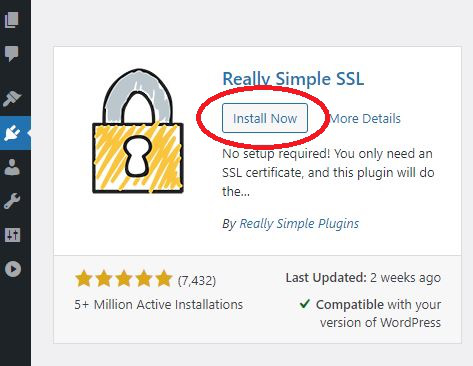 Really Simple SSL
Install Now
More Details
No setup required! You only need an
SSL certificate, and this plugin will do
the...
By Really Simple Plugins
(7,432)
Last Updated: 2 weeks ago
5+ Million Active Installations
Compatible with your
version of WordPress